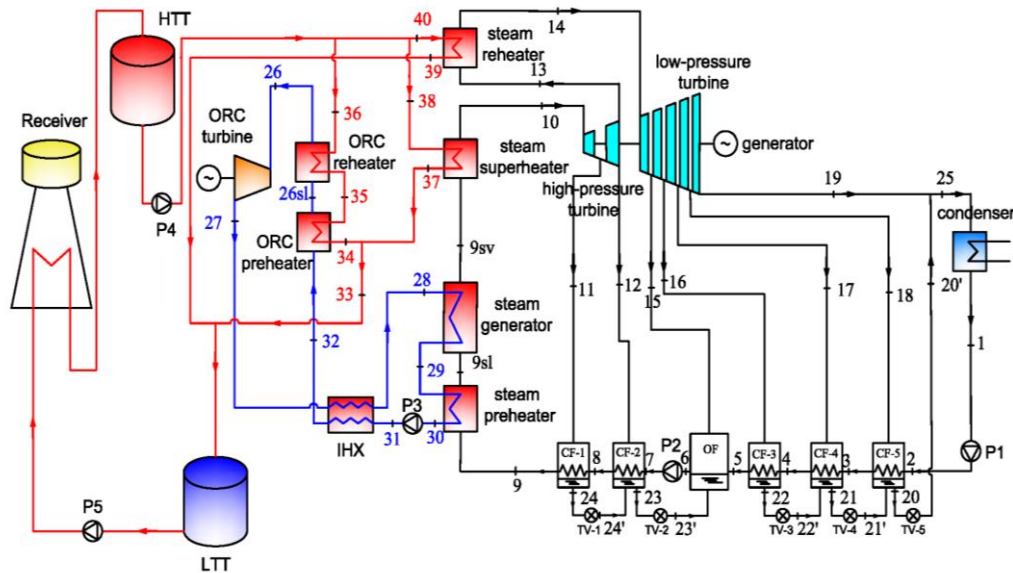 HTT
Receiver
P4
P5
LTT
ORC
turbine
ORC
reheater
ORC
preheater
IHX
P3
steam
reheater
steam
superheater
steam
generator
steam
preheater
low-pressure
turbine
high-pressure
turbine
generator
condenser
P1
P2
OF
CF-1
CF-2
CF-3
CF-4
CF-5
TV-1
TV-2
TV-3
TV-4
TV-5
40
39
38
37
36
35
34
33
32
31
30
29
28
27
26
26sl
14
13
10
9sv
9sl
9
11
12
15
16
17
18
19
25
20'
1
8
7
6
5
4
3
2
24
24'
23
23'
22
22'
21
21'
20